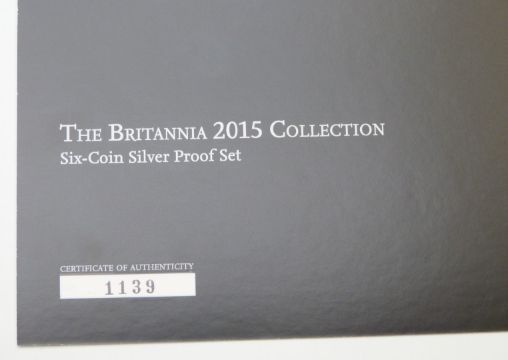 The Britannia 2015 Collection
Six-Coin Silver Proof Set
CERTIFICATE OF AUTHENTICITY
1139